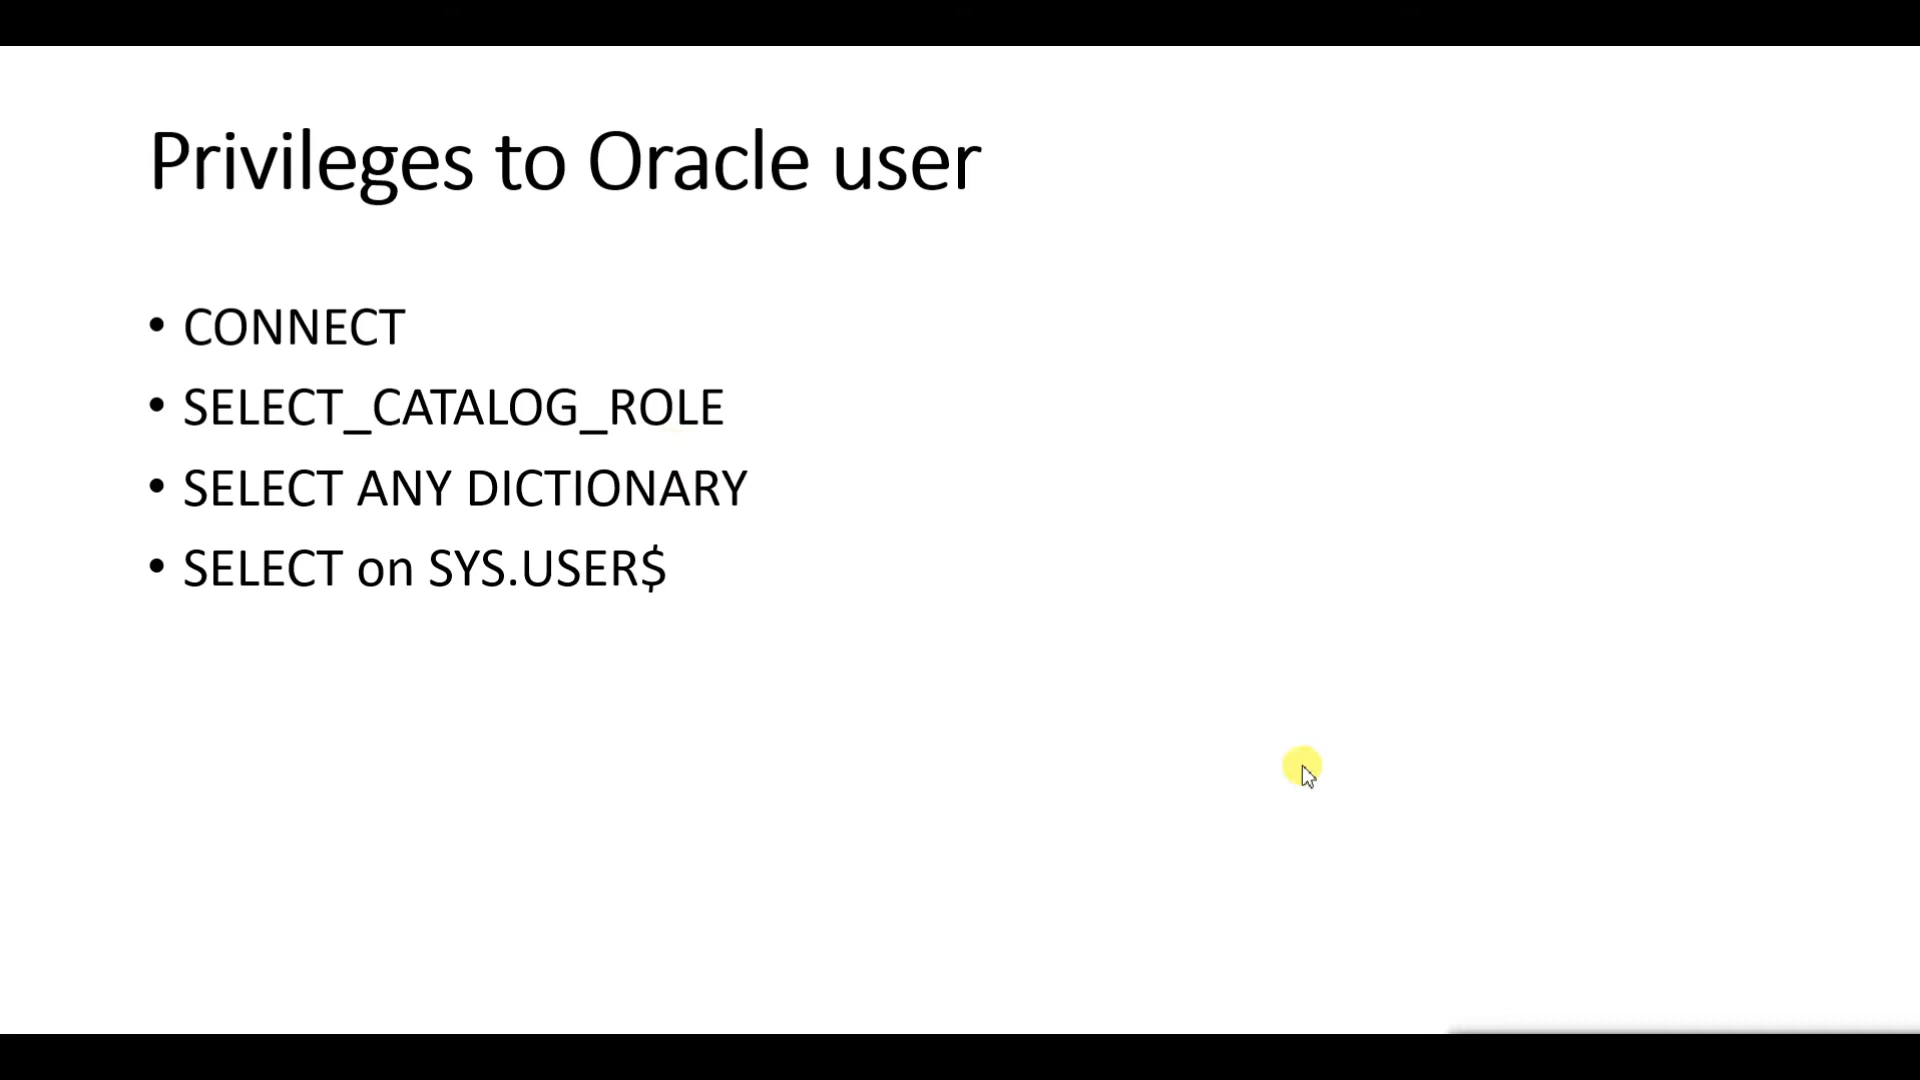 Privileges to Oracle user
• CONNECT
• SELECT_CATALOG_ROLE
• SELECT ANY DICTIONARY
• SELECT on SYS.USER$